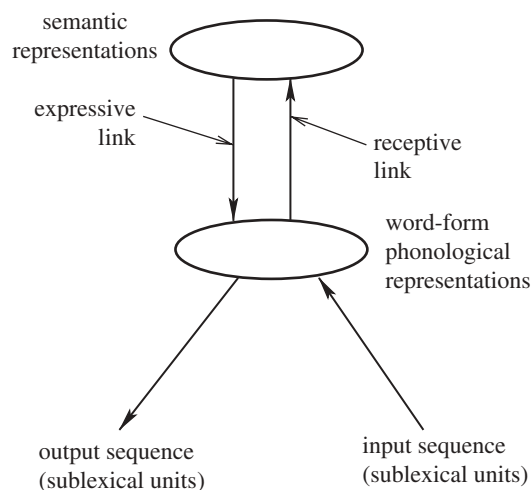 semantic
representations
expressive
link
receptive
link
word-form
phonological
representations
output sequence
(sublexical units)
input sequence
(sublexical units)